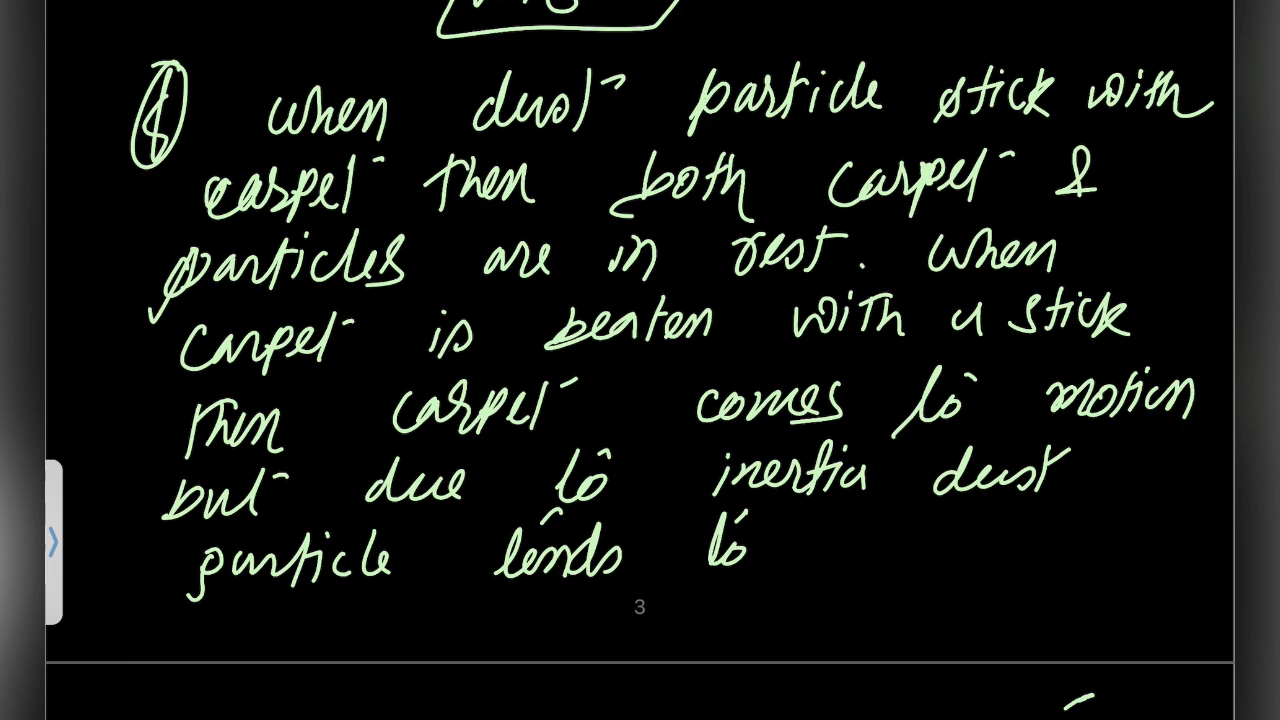 when dust particle stick with
carpet then both carpet &
particles are in rest. when
carpet is beaten with a stick
then carpet comes to motion
but due to inertia dust
particle tends to
3